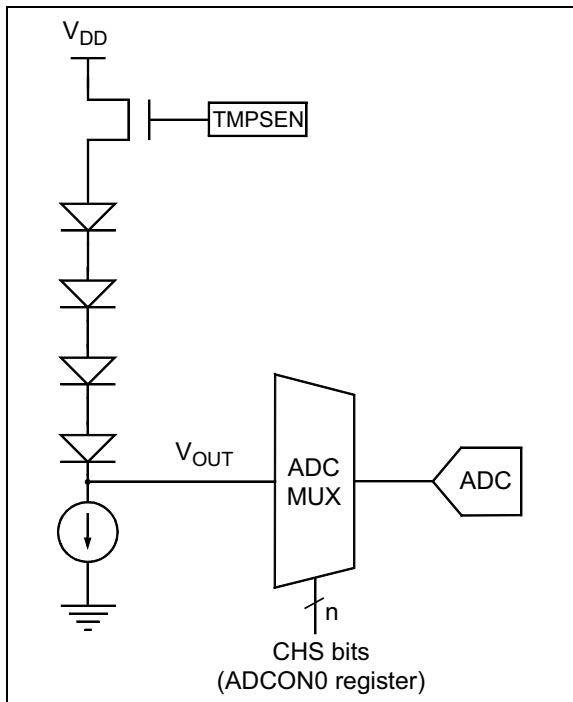 VDD
TMPSEN
VOUT
ADC
MUX
ADC
n
CHS bits
(ADCON0 register)